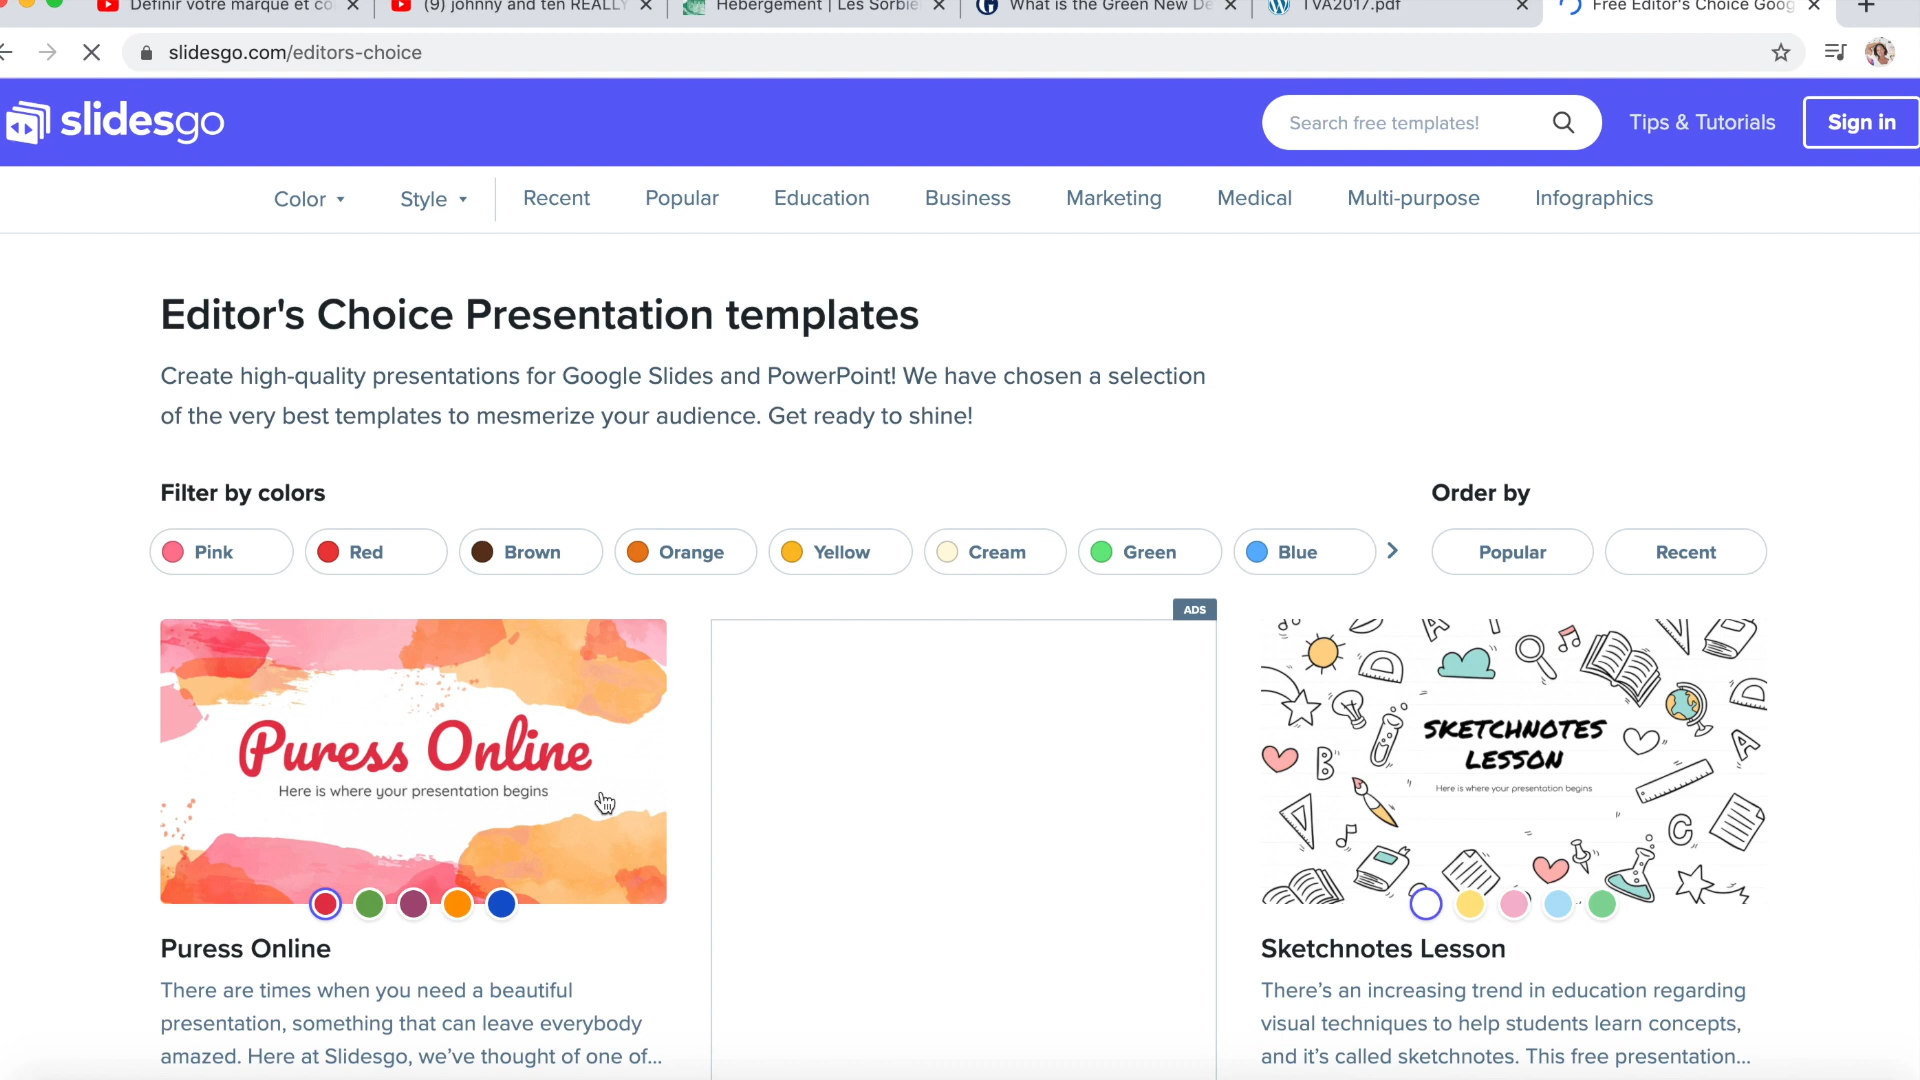 Définir votre marque et co
(9) johnny and ten REALLY
Hébergement | Les Sorbie
What is the Green New De
TVA2017.pdf
Free Editor's Choice Goog
slidesgo.com/editors-choice
slidesgo
Search free templates!
Tips & Tutorials
Sign in
Color
Style
Recent
Popular
Education
Business
Marketing
Medical
Multi-purpose
Infographics
Editor's Choice Presentation templates
Create high-quality presentations for Google Slides and PowerPoint! We have chosen a selection
of the very best templates to mesmerize your audience. Get ready to shine!
Filter by colors
Order by
Pink
Red
Brown
Orange
Yellow
Cream
Green
Blue
Popular
Recent
ADS
Puress Online
Here is where your presentation begins
A
B
A
C
SKETCHNOTES
LESSON
Here is where your presentation begins
Puress Online
There are times when you need a beautiful
presentation, something that can leave everybody
amazed. Here at Slidesgo, we've thought of one of...
Sketchnotes Lesson
There's an increasing trend in education regarding
visual techniques to help students learn concepts,
and it's called sketchnotes. This free presentation...